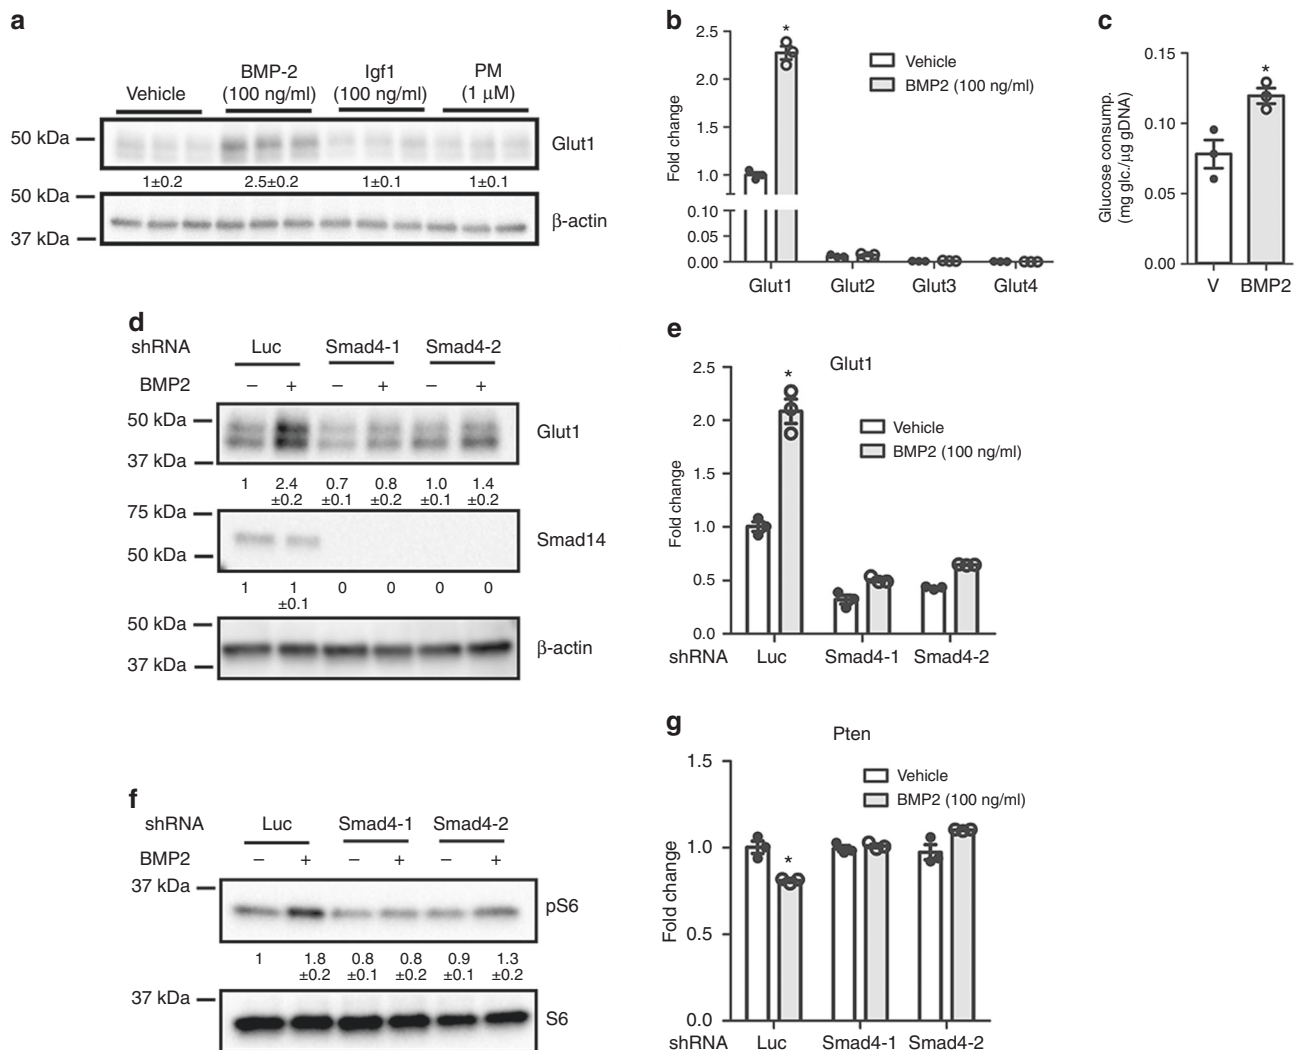 a
Vehicle
BMP-2
(100 ng/ml)
Igf1
(100 ng/ml)
PM
(1 μM)
50 kDa
Glut1
1±0.2 2.5±0.2 1±0.1 1±0.1
50 kDa
β-actin
37 kDa
b
2.5
2.0
1.5
1.0
0.10
0.05
0.00
Fold change
*
Vehicle
BMP2 (100 ng/ml)
Glut1 Glut2 Glut3 Glut4
c
0.15
0.10
0.05
0.00
Glucose consump.
(mg glc./μg gDNA)
*
V BMP2
d
shRNA Luc Smad4-1 Smad4-2
BMP2 – + – + – +
50 kDa
Glut1
37 kDa
1 2.4 0.7 0.8 1.0 1.4
±0.2 ±0.1 ±0.2 ±0.1 ±0.2
75 kDa
Smad14
50 kDa
1 1 0 0 0 0
±0.1
50 kDa
β-actin
37 kDa
e
Glut1
2.5
2.0
1.5
1.0
0.5
0.0
Fold change
*
Vehicle
BMP2 (100 ng/ml)
shRNA Luc Smad4-1 Smad4-2
f
shRNA Luc Smad4-1 Smad4-2
BMP2 – + – + – +
37 kDa
pS6
1 1.8 0.8 0.8 0.9 1.3
±0.2 ±0.1 ±0.2 ±0.1 ±0.2
37 kDa
S6
g
Pten
1.5
1.0
0.5
0.0
Fold change
*
Vehicle
BMP2 (100 ng/ml)
shRNA Luc Smad4-1 Smad4-2